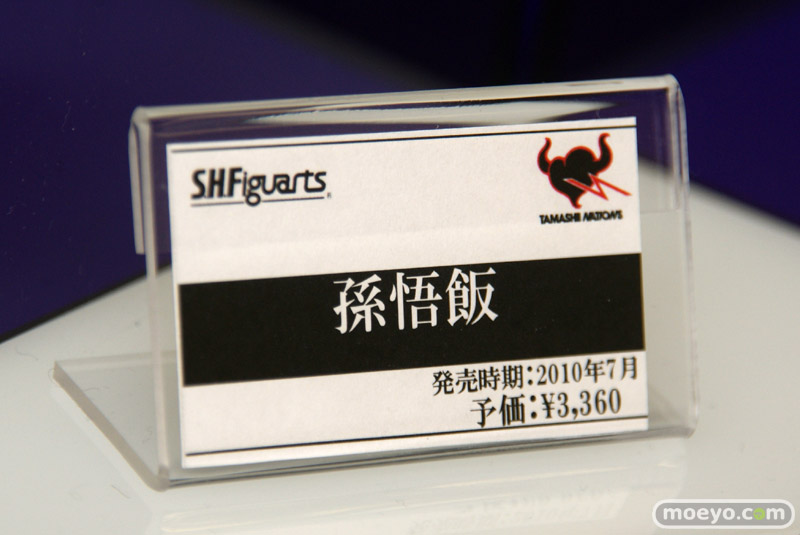 S.H.Figuarts
TAMASHII NATIONS
孫悟飯
発売時期：2010年7月
予価：¥3,360
moeyo.com